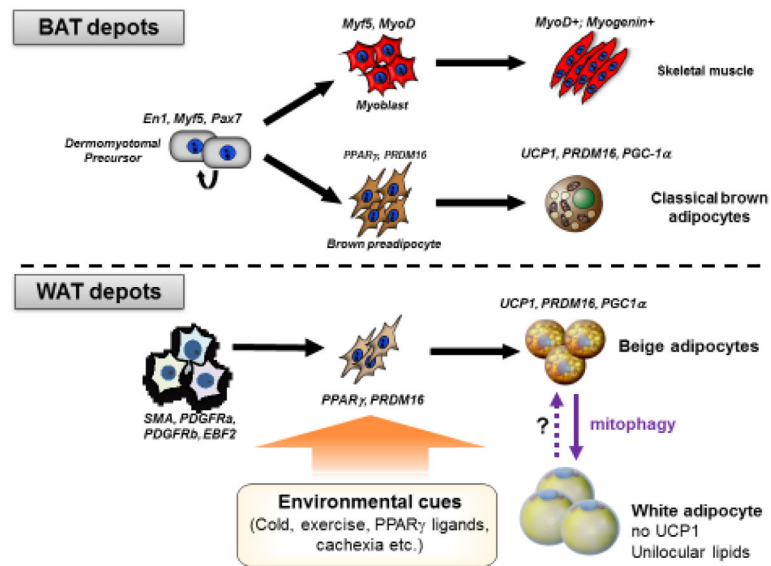 BAT depots
Myf5, MyoD
MyoD+; Myogenin+
Skeletal muscle
Myoblast
En1, Myf5, Pax7
Dermomyotomal
Precursor
PPARγ, PRDM16
UCP1, PRDM16, PGC-1α
Classical brown
adipocytes
Brown preadipocyte
WAT depots
UCP1, PRDM16, PGC1α
Beige adipocytes
SMA, PDGFRa,
PDGFRb, EBF2
PPARγ, PRDM16
?
mitophagy
Environmental cues
(Cold, exercise, PPARγ ligands,
cachexia etc.)
White adipocyte
no UCP1
Unilocular lipids